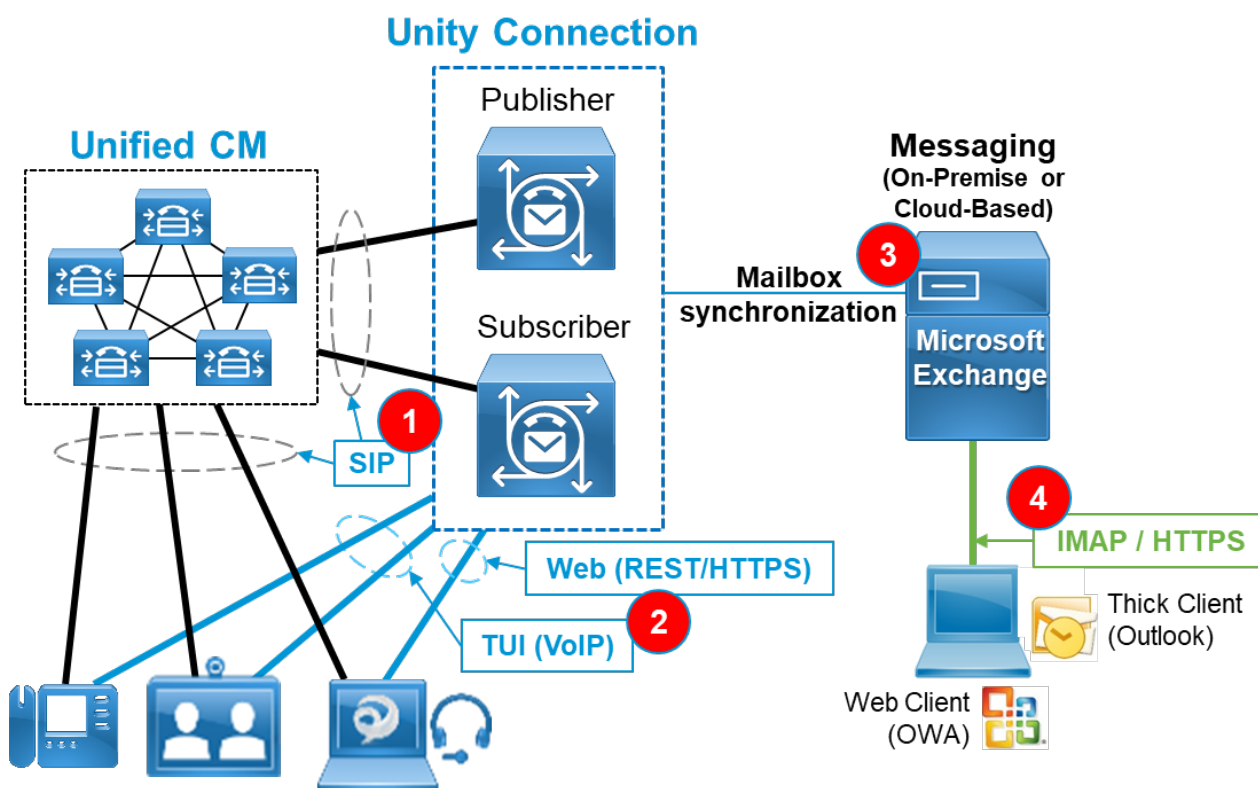 Unity Connection
Publisher
Unified CM
Messaging
(On-Premise or
Cloud-Based)
3
Mailbox
synchronization
Subscriber
Microsoft
Exchange
1
SIP
4
IMAP / HTTPS
Web (REST/HTTPS)
2
TUI (VoIP)
Thick Client
(Outlook)
Web Client
(OWA)